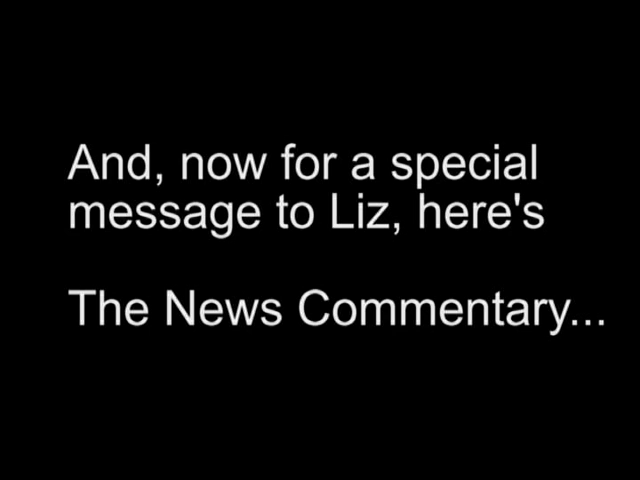 And, now for a special
message to Liz, here's
The News Commentary...